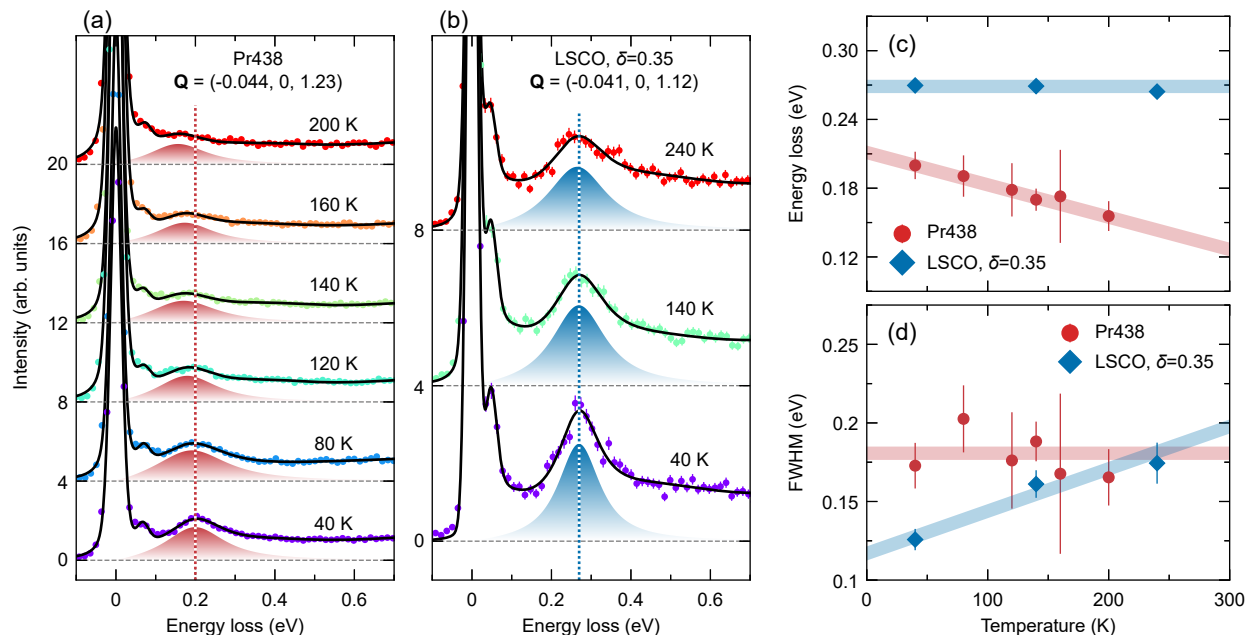 (a)
Pr438
Q = (-0.044, 0, 1.23)
200 K
160 K
140 K
120 K
80 K
40 K
20
16
12
8
4
0
Intensity (arb. units)
0 0.2 0.4 0.6
Energy loss (eV)
(b)
LSCO, δ=0.35
Q = (-0.041, 0, 1.12)
240 K
140 K
40 K
8
4
0
0 0.2 0.4 0.6
Energy loss (eV)
(c)
0.30
0.24
0.18
0.12
Energy loss (eV)
Pr438
LSCO, δ=0.35
(d)
Pr438
LSCO, δ=0.35
0.25
0.2
0.15
0.1
FWHM (eV)
0 100 200 300
Temperature (K)